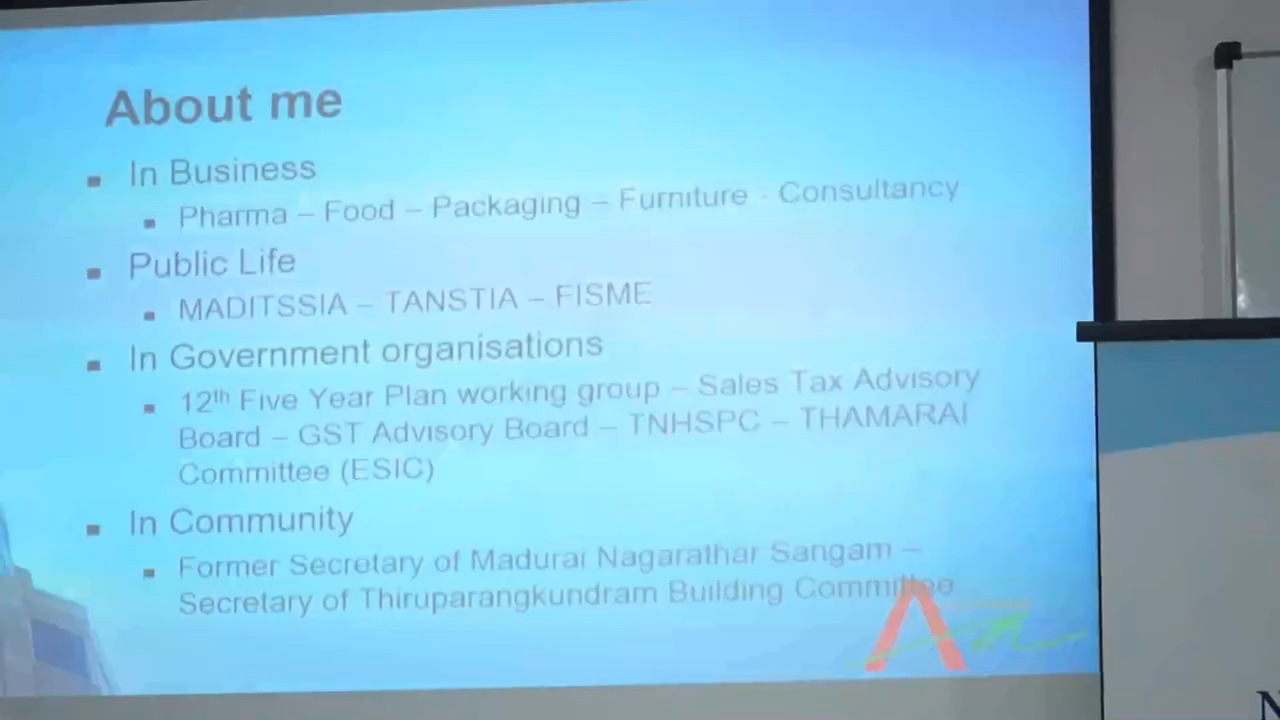 About me
In Business
Pharma – Food – Packaging – Furniture - Consultancy
Public Life
MADITSSIA – TANSTIA – FISME
In Government organisations
12th Five Year Plan working group – Sales Tax Advisory
Board – GST Advisory Board – TNHSPC – THAMARAI
Committee (ESIC)
In Community
Former Secretary of Madurai Nagarathar Sangam –
Secretary of Thiruparangkundram Building Committee
N